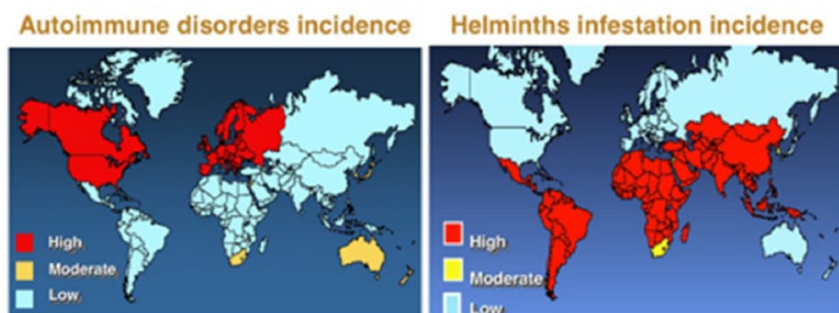 Autoimmune disorders incidence
High
Moderate
Low
Helminths infestation incidence
High
Moderate
Low